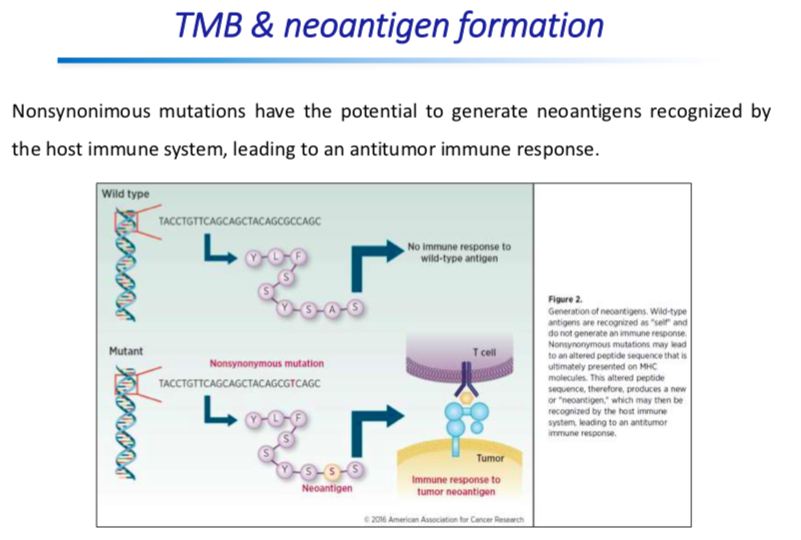 TMB & neoantigen formation
Nonsynonimous mutations have the potential to generate neoantigens recognized by
the host immune system, leading to an antitumor immune response.
Wild type
TACCTGTTCAGCAGCTACAGCGCCAGC
Y L F
S
S
Y S A S
No immune response to
wild-type antigen
Mutant
Nonsynonymous mutation
TACCTGTTCAGCAGCTACAGCGTCAGC
Y L F
S
S
Y S S S
Neoantigen
T cell
Tumor
Immune response to
tumor neoantigen
© 2016 American Association for Cancer Research
Figure 2.
Generation of neoantigens. Wild-type
antigens are recognized as "self" and
do not generate an immune response.
Nonsynonymous mutations may lead
to an altered peptide sequence that is
ultimately presented on MHC
molecules. This altered peptide
sequence, therefore, produces a new
or "neoantigen," which may then be
recognized by the host immune
system, leading to an antitumor
immune response.